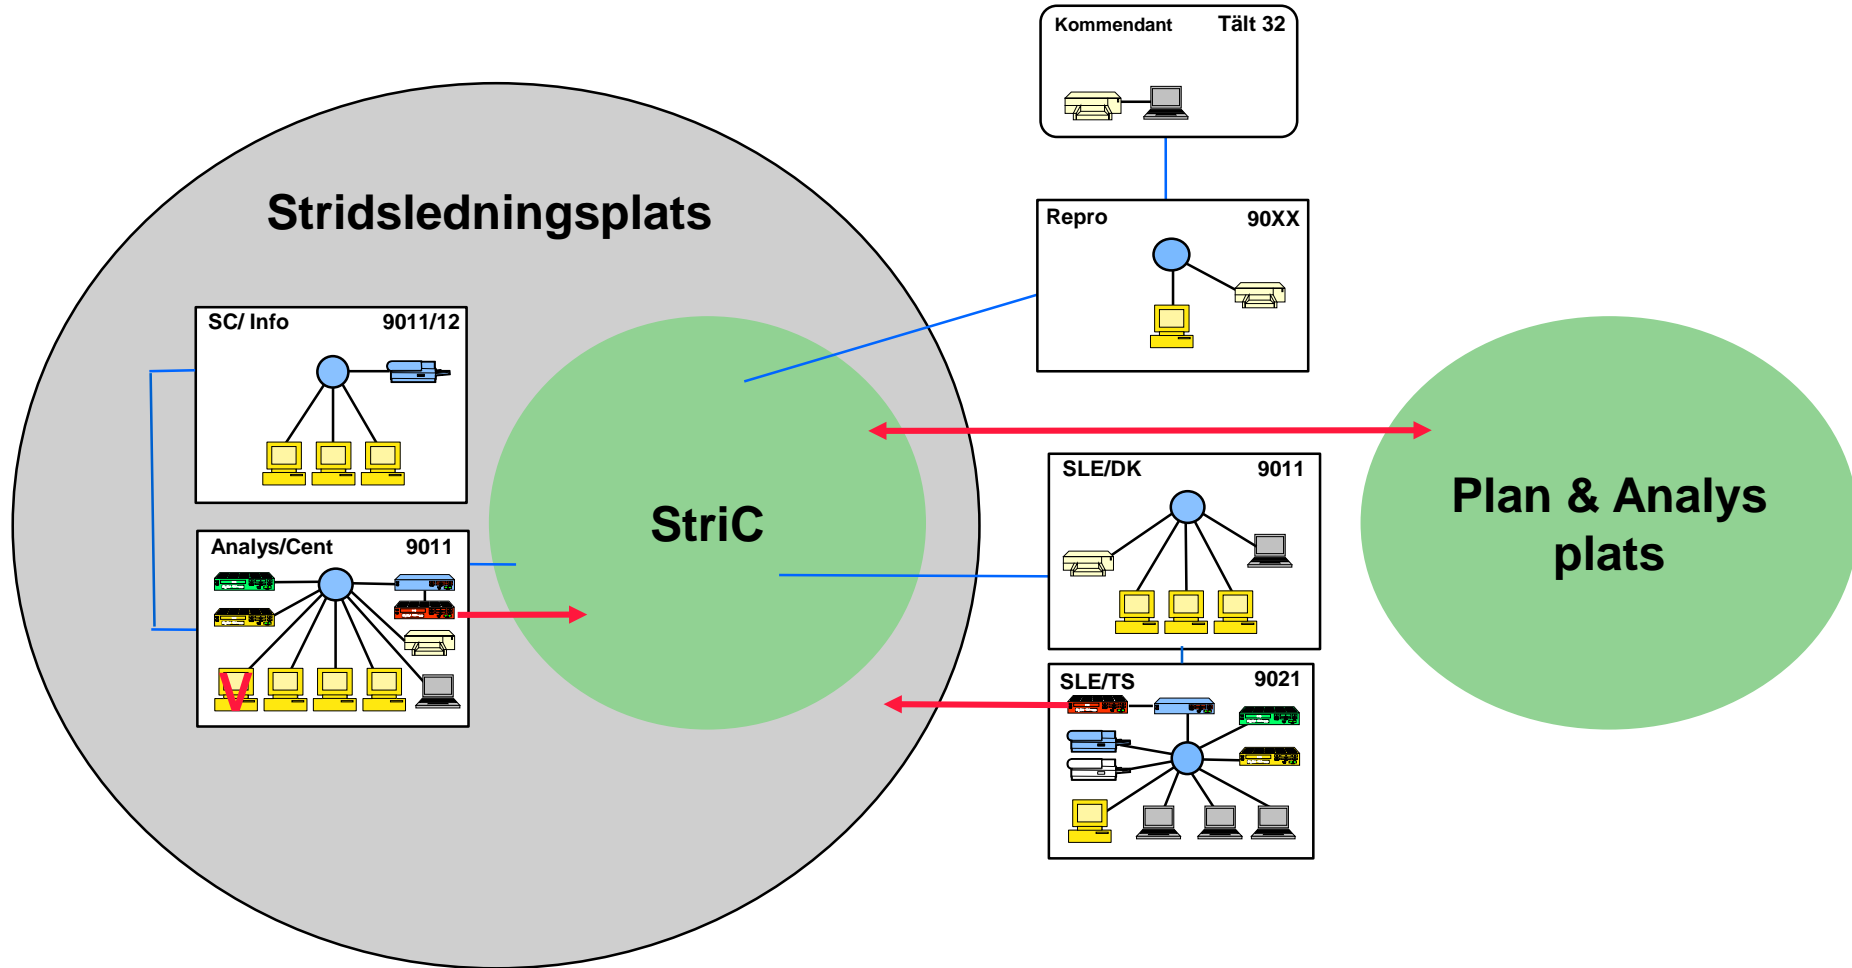 Kommendant Tält 32
Stridsledningsplats
Repro 90XX
SC/ Info 9011/12
SLE/DK 9011
StriC
Plan & Analys
plats
Analys/Cent 9011
V
SLE/TS 9021